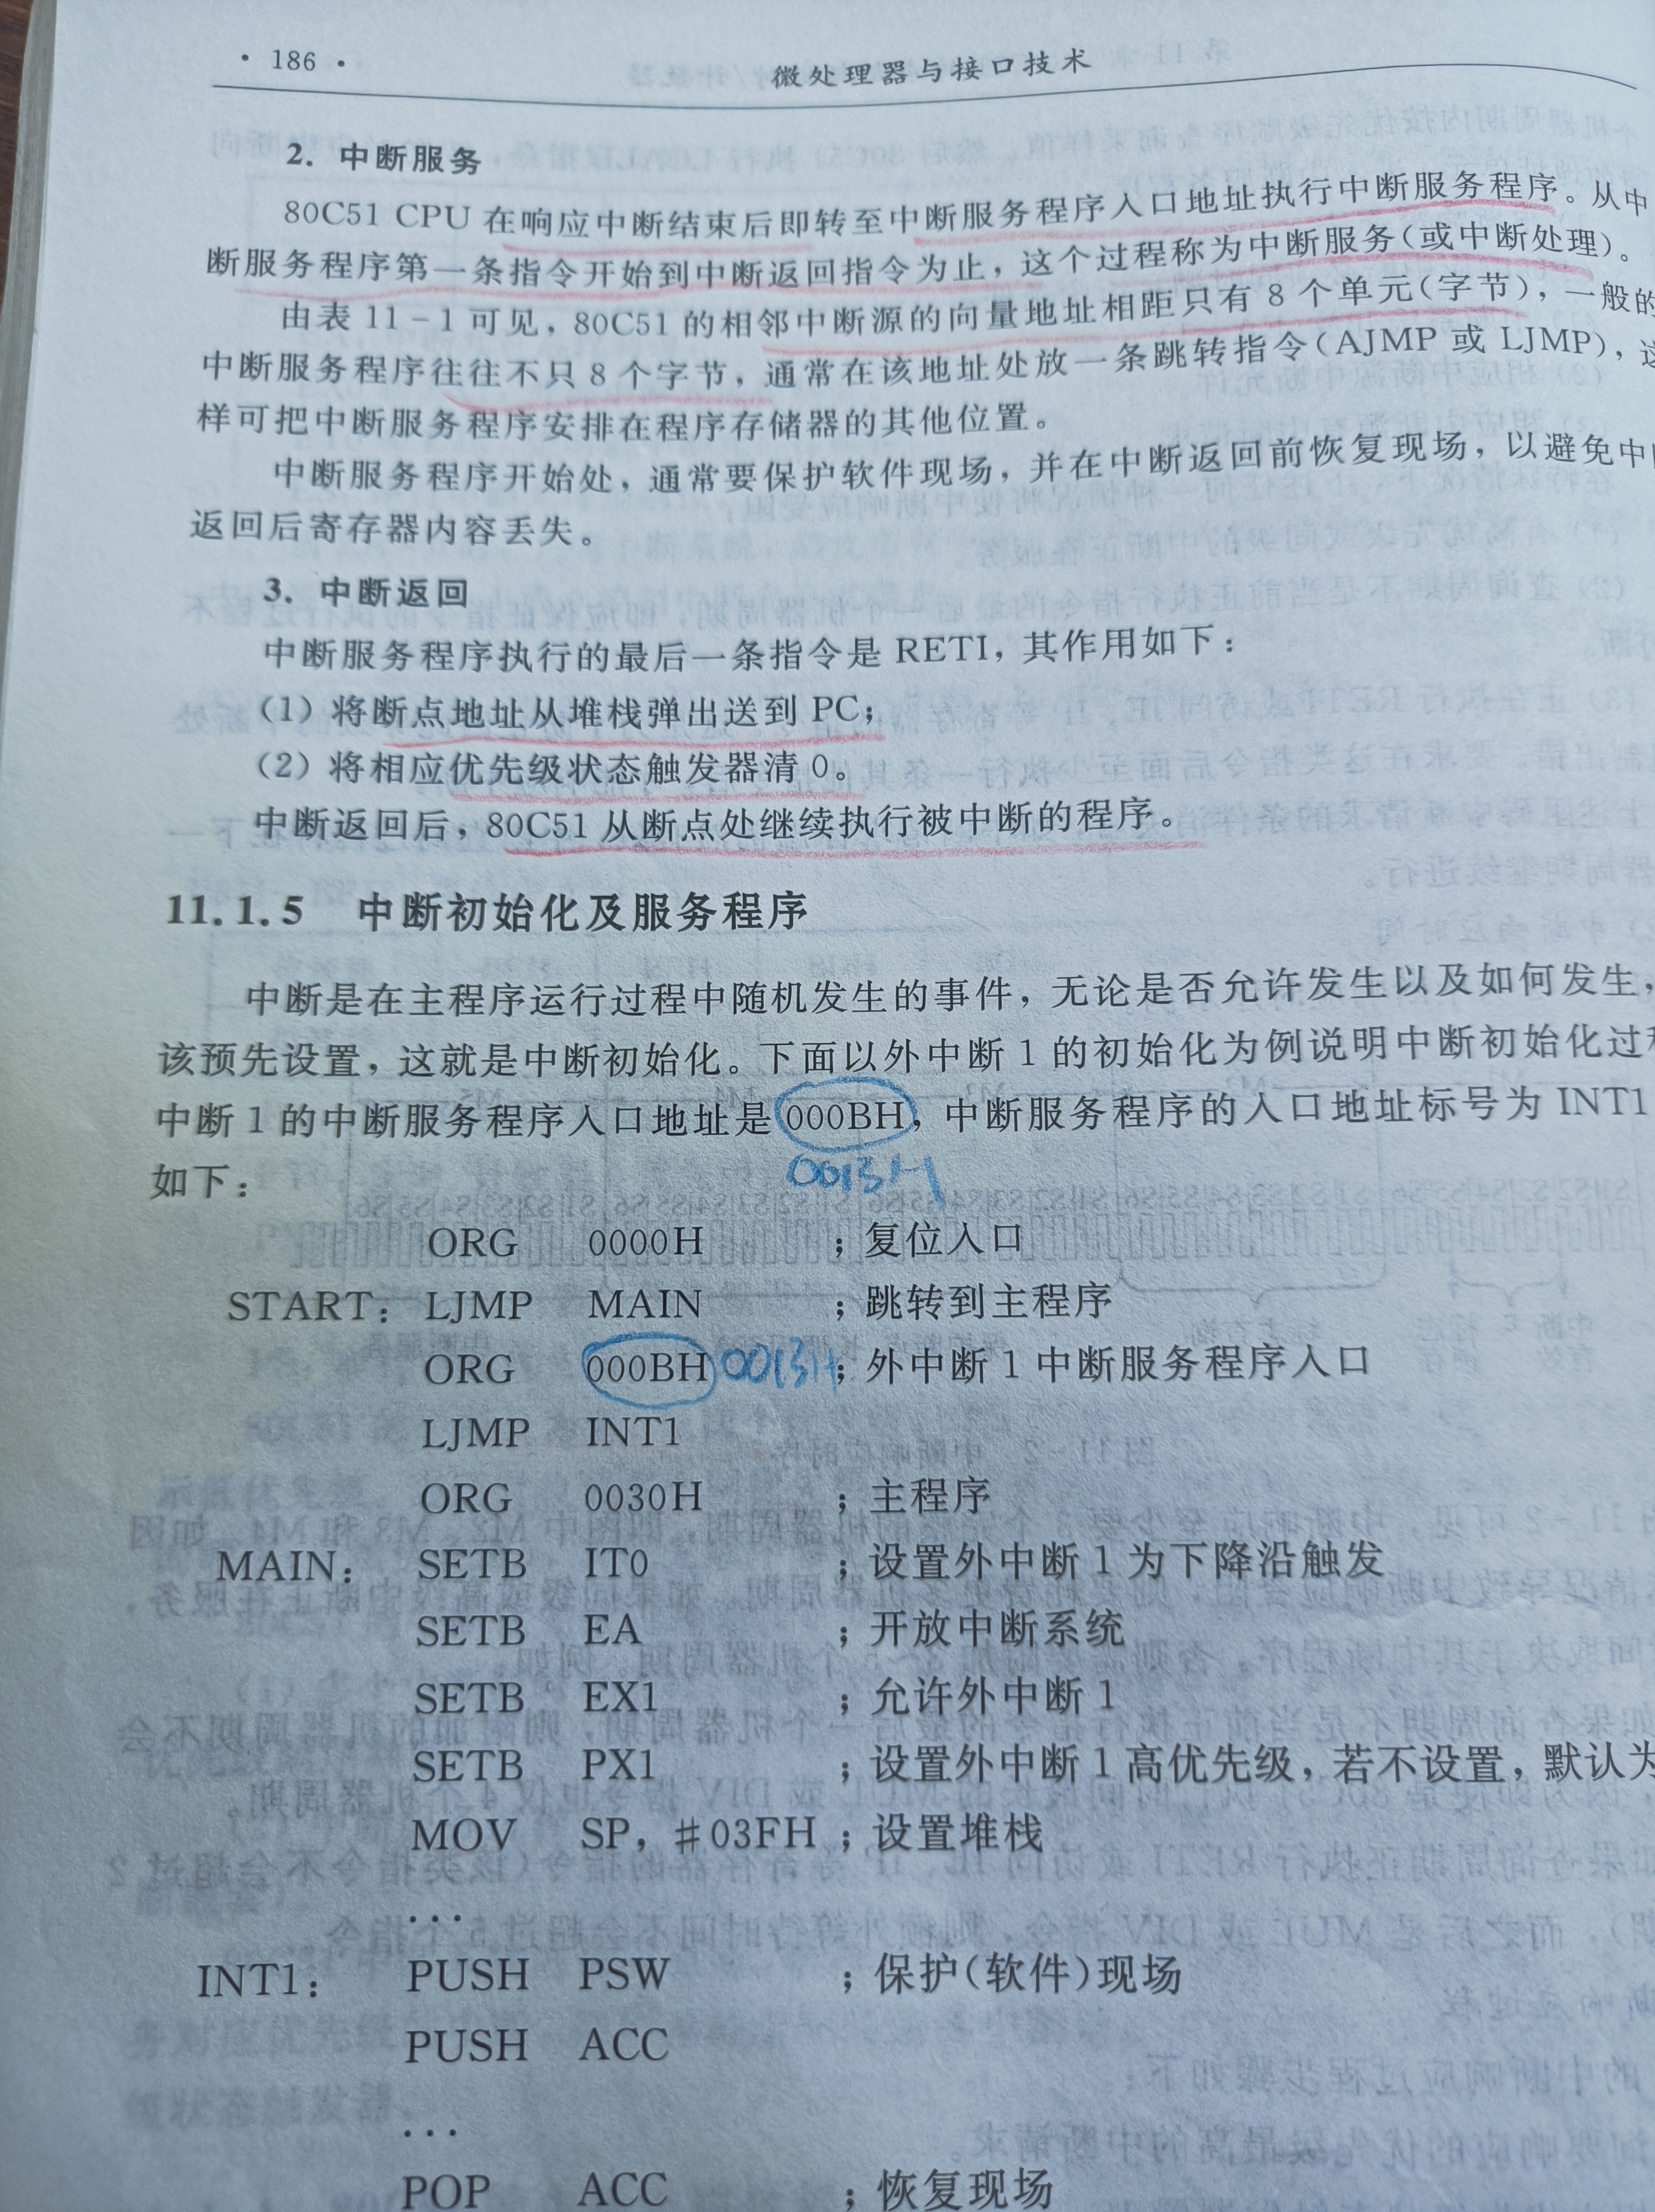 · 186 ·
微处理器与接口技术
2. 中断服务
80C51 CPU 在响应中断结束后即转至中断服务程序入口地址执行中断服务程序。从中
断服务程序第一条指令开始到中断返回指令为止，这个过程称为中断服务(或中断处理)。
由表 11-1 可见，80C51 的相邻中断源的向量地址相距只有 8 个单元(字节)，一般的
中断服务程序往往不只 8 个字节，通常在该地址处放一条跳转指令(AJMP 或 LJMP)，这
样可把中断服务程序安排在程序存储器的其他位置。
中断服务程序开始处，通常要保护软件现场，并在中断返回前恢复现场，以避免中
返回后寄存器内容丢失。
3. 中断返回
中断服务程序执行的最后一条指令是 RETI，其作用如下：
(1) 将断点地址从堆栈弹出送到 PC；
(2) 将相应优先级状态触发器清 0。
中断返回后，80C51 从断点处继续执行被中断的程序。
11.1.5 中断初始化及服务程序
中断是在主程序运行过程中随机发生的事件，无论是否允许发生以及如何发生，
该预先设置，这就是中断初始化。下面以外中断 1 的初始化为例说明中断初始化过程
中断 1 的中断服务程序入口地址是 000BH，中断服务程序的入口地址标号为 INT1
0013H
如下：
ORG 0000H ；复位入口
START： LJMP MAIN ；跳转到主程序
ORG 000BH 0013H ；外中断 1 中断服务程序入口
LJMP INT1
ORG 0030H ；主程序
MAIN： SETB IT0 ；设置外中断 1 为下降沿触发
SETB EA ；开放中断系统
SETB EX1 ；允许外中断 1
SETB PX1 ；设置外中断 1 高优先级，若不设置，默认为
MOV SP，#03FH ；设置堆栈
...
INT1： PUSH PSW ；保护(软件)现场
PUSH ACC
...
POP ACC ；恢复现场